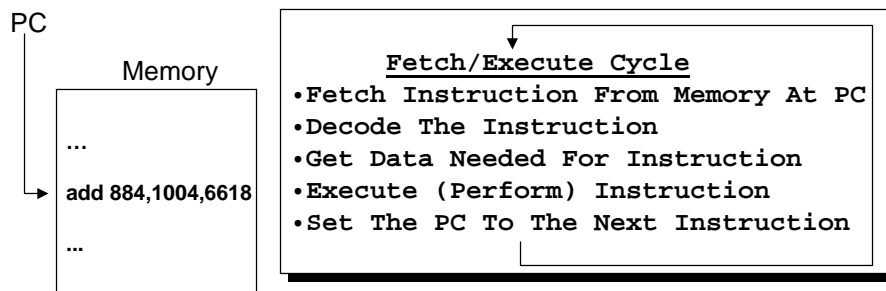 PC
Memory
…
add 884,1004,6618
...
Fetch/Execute Cycle
•Fetch Instruction From Memory At PC
•Decode The Instruction
•Get Data Needed For Instruction
•Execute (Perform) Instruction
•Set The PC To The Next Instruction